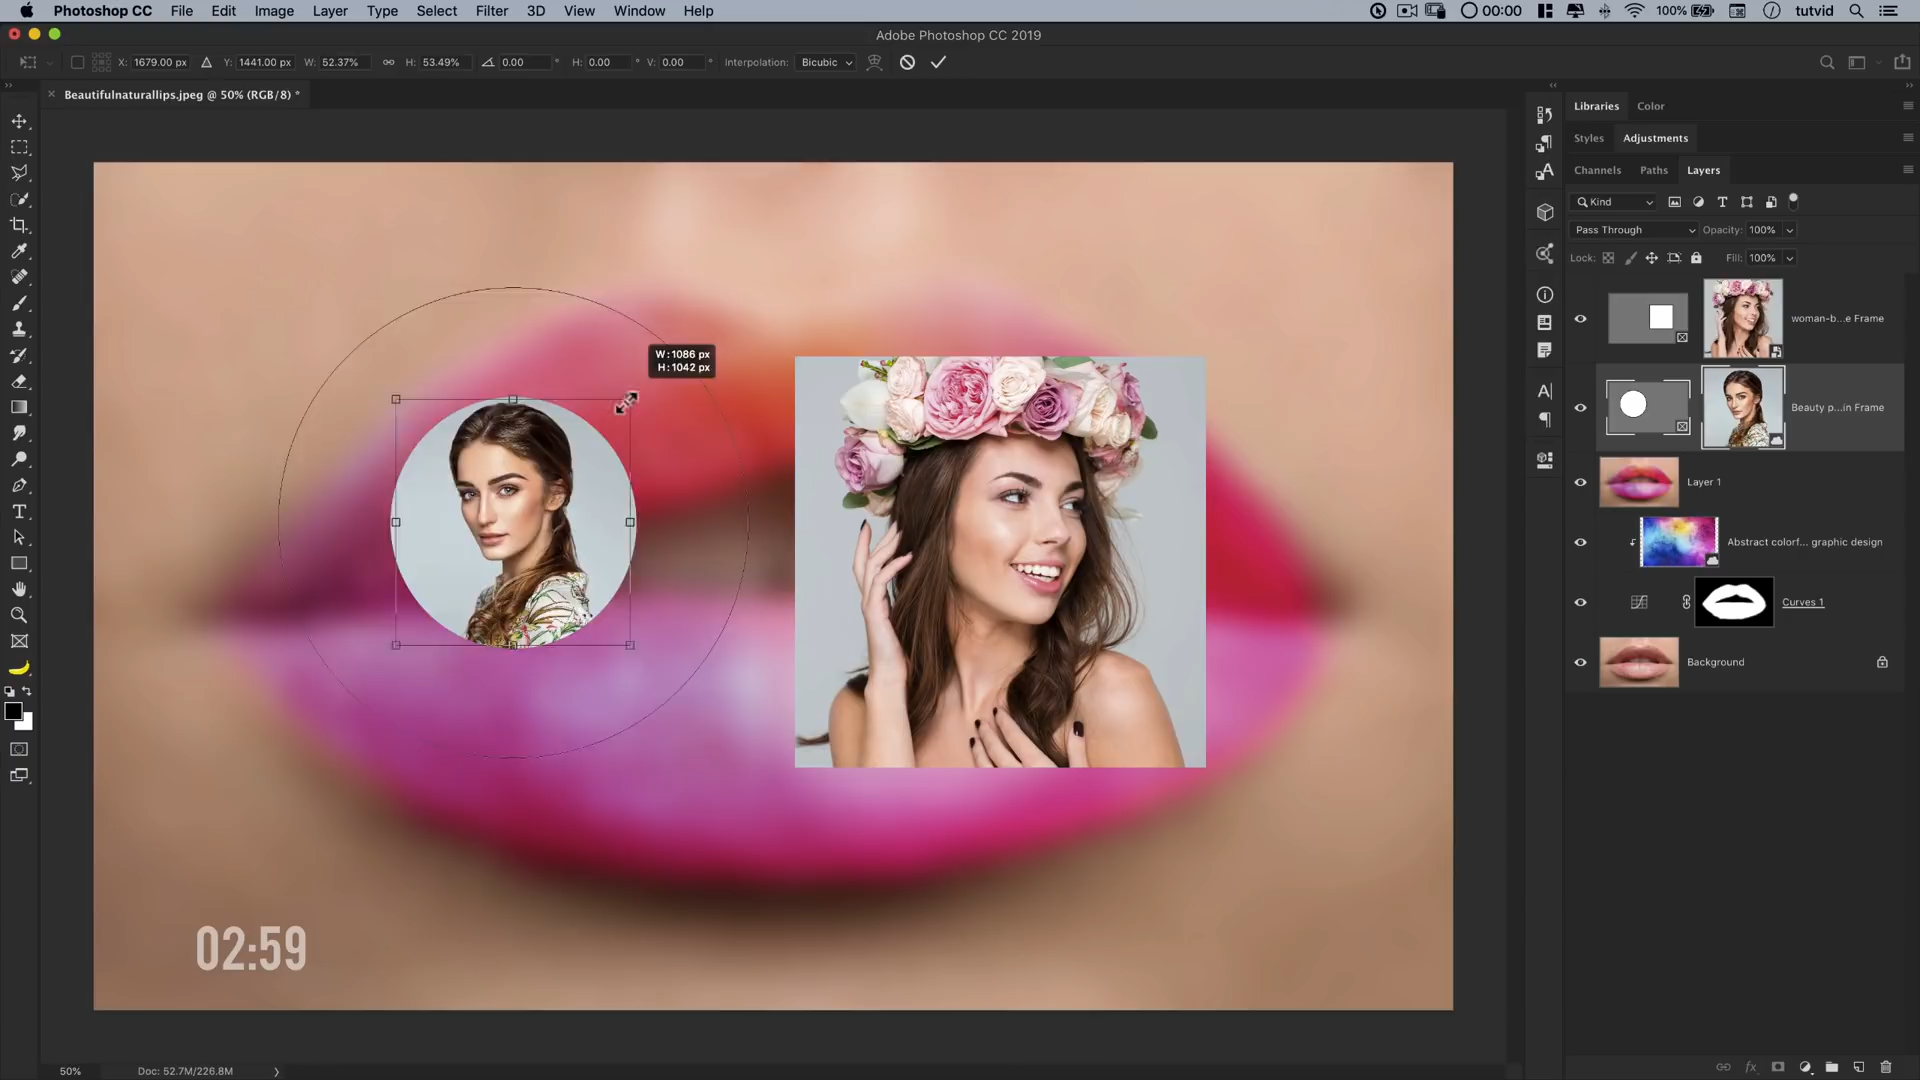 Photoshop CC File Edit Image Layer Type Select Filter 3D View Window Help 00:00 100% tutvid
Adobe Photoshop CC 2019
X: 1679.00 px Y: 1441.00 px W: 52.37% H: 53.49% 0.00 ° H: 0.00 ° V: 0.00 ° Interpolation: Bicubic
× Beautifulnaturallips.jpeg @ 50% (RGB/8) *
Libraries Color
Styles Adjustments
Channels Paths Layers
Kind
Pass Through Opacity: 100%
Lock: Fill: 100%
woman-b...e Frame
W: 1086 px
H: 1042 px
Beauty p...in Frame
Layer 1
Abstract colorf... graphic design
Curves 1
Background
02:59
50% Doc: 52.7M/226.8M